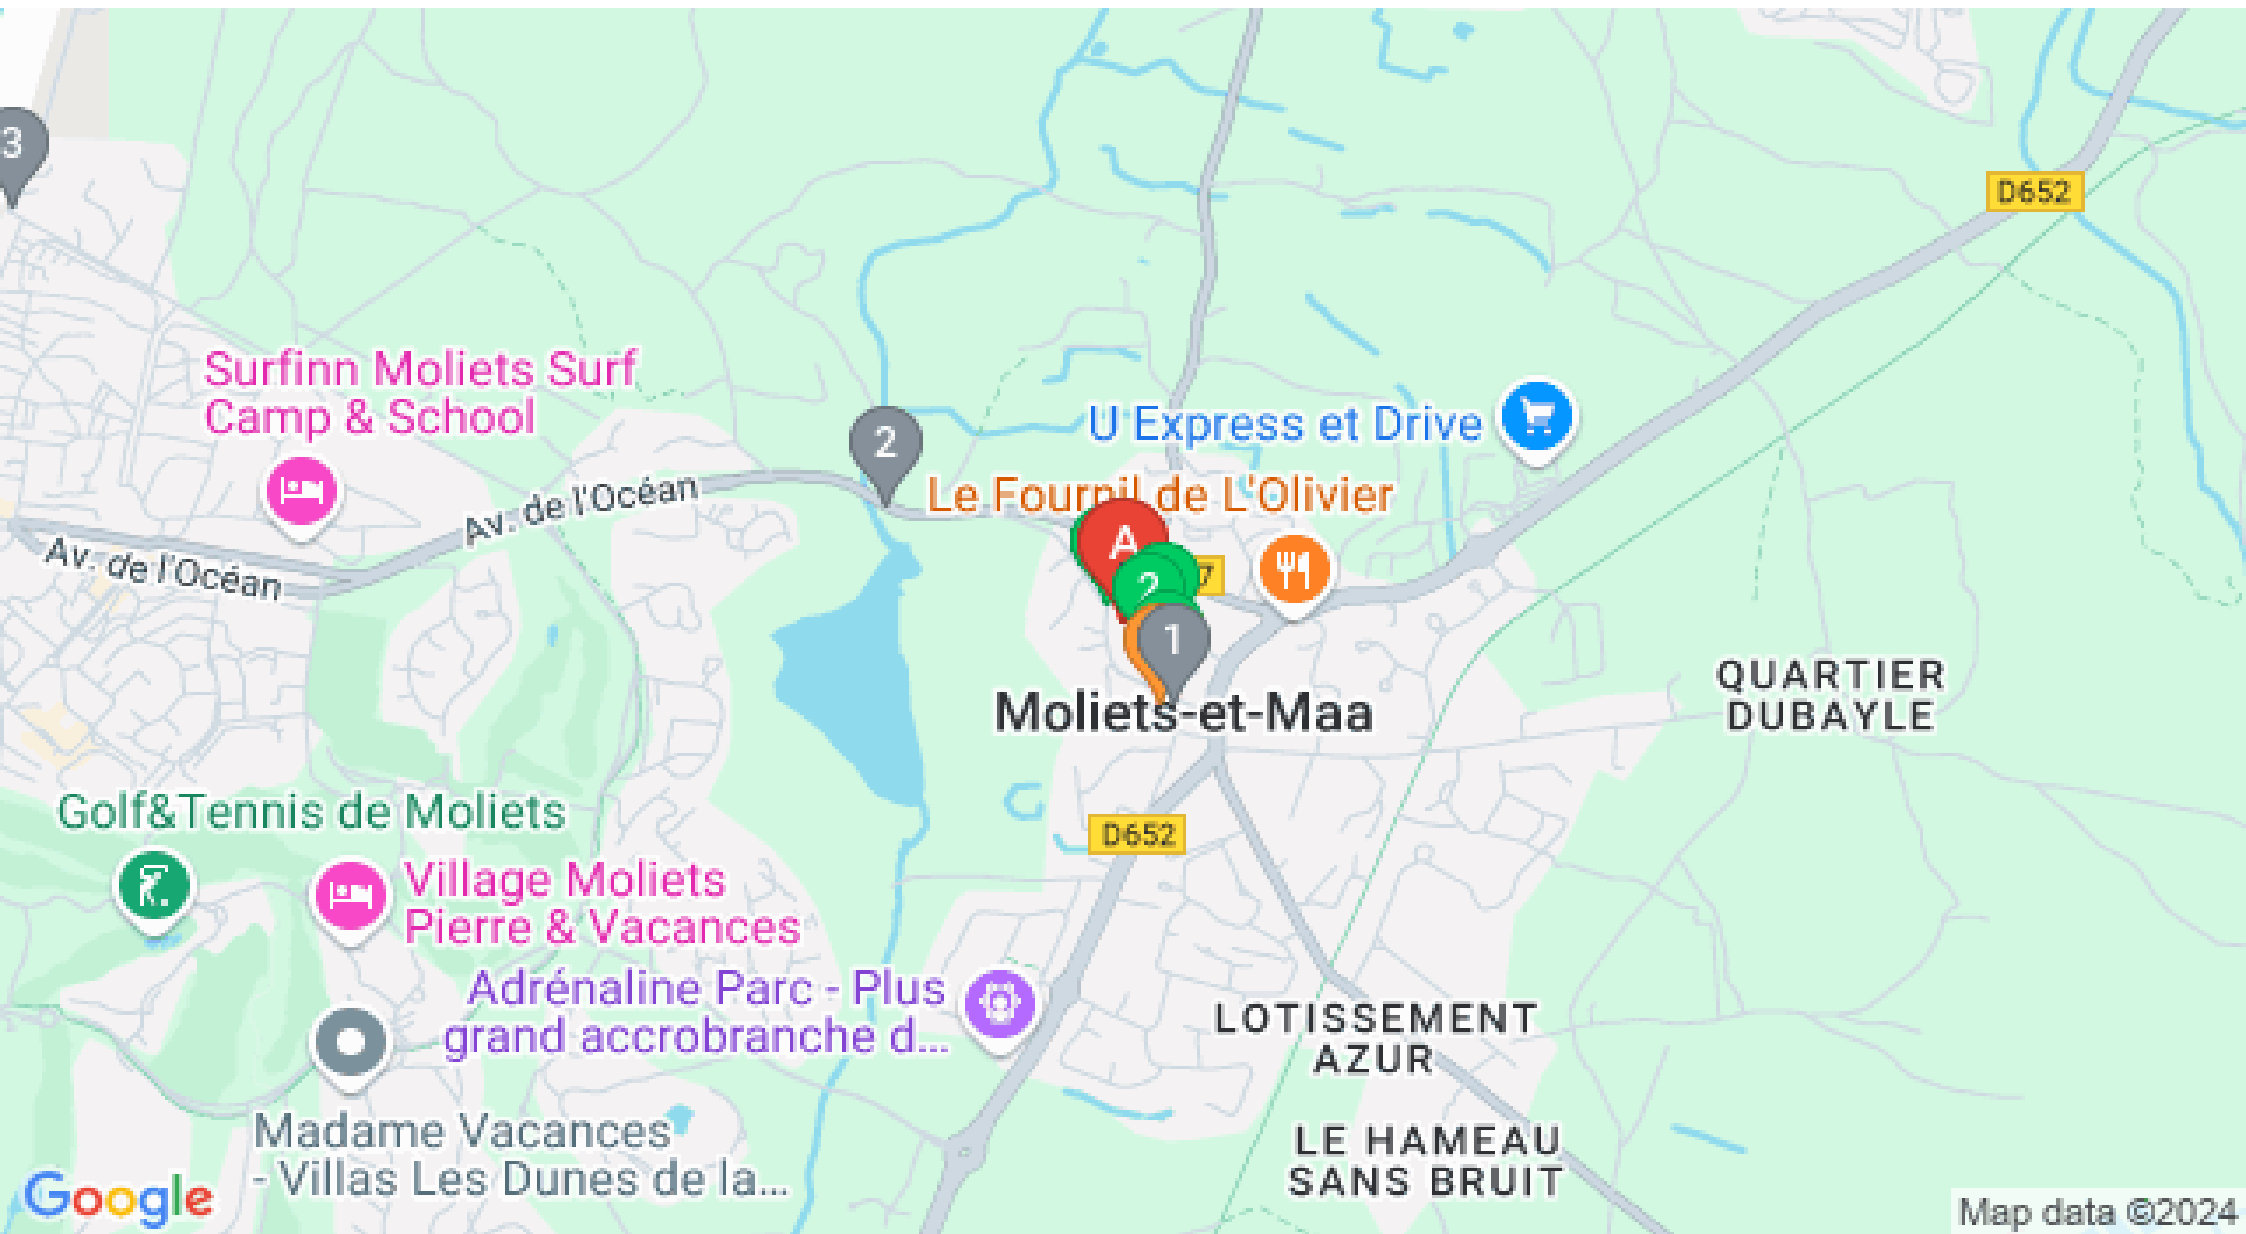 3
D652
Surfinn Moliets Surf
Camp & School
2
U Express et Drive
Le Fournil de L'Olivier
Av. de l'Océan
A
Av. de l'Océan
2
7
1
Moliets-et-Maa
QUARTIER
DUBAYLE
Golf&Tennis de Moliets
D652
Village Moliets
Pierre & Vacances
Adrénaline Parc - Plus
grand accrobranche d...
LOTISSEMENT
AZUR
Madame Vacances
- Villas Les Dunes de la...
LE HAMEAU
SANS BRUIT
Google
Map data ©2024